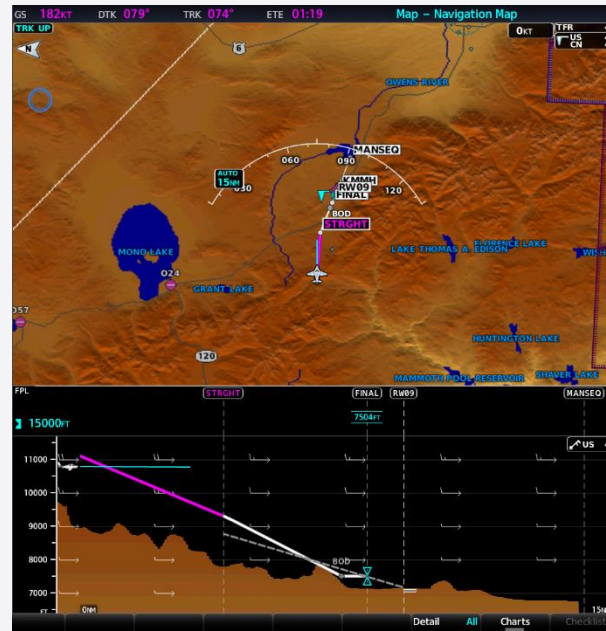 GS 182KT DTK 079° TRK 074° ETE 01:19 Map – Navigation Map
TRK UP
0KT
TFR
US
CN
N
6
OWENS RIVER
MANSEQ
060
090
AUTO
15NM
030
120
KMMH
RW09
FINAL
BOD
STRGHT
MONO LAKE
LAKE THOMAS A. EDISON
FLORENCE LAKE
WISH
O24
GRANT LAKE
O57
HUNTINGTON LAKE
120
MAMMOTH POOL RESERVOIR
SHAVER LAKE
FPL
STRGHT
FINAL
RW09
MANSEQ
15000FT
7504FT
US
11000
10000
9000
8000
BOD
7000
FT
0NM
15N
Detail All Charts Checklist